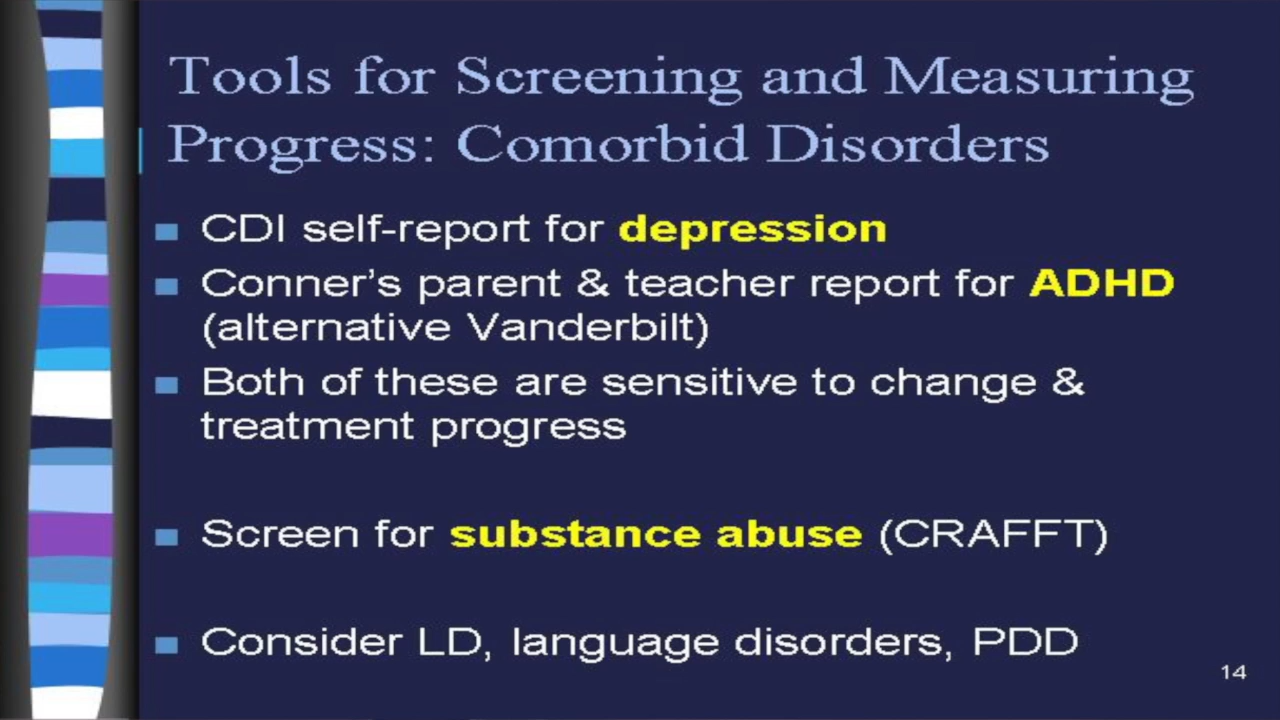 Tools for Screening and Measuring
Progress: Comorbid Disorders
CDI self-report for depression
Conner's parent & teacher report for ADHD
(alternative Vanderbilt)
Both of these are sensitive to change &
treatment progress
Screen for substance abuse (CRAFFT)
Consider LD, language disorders, PDD
14